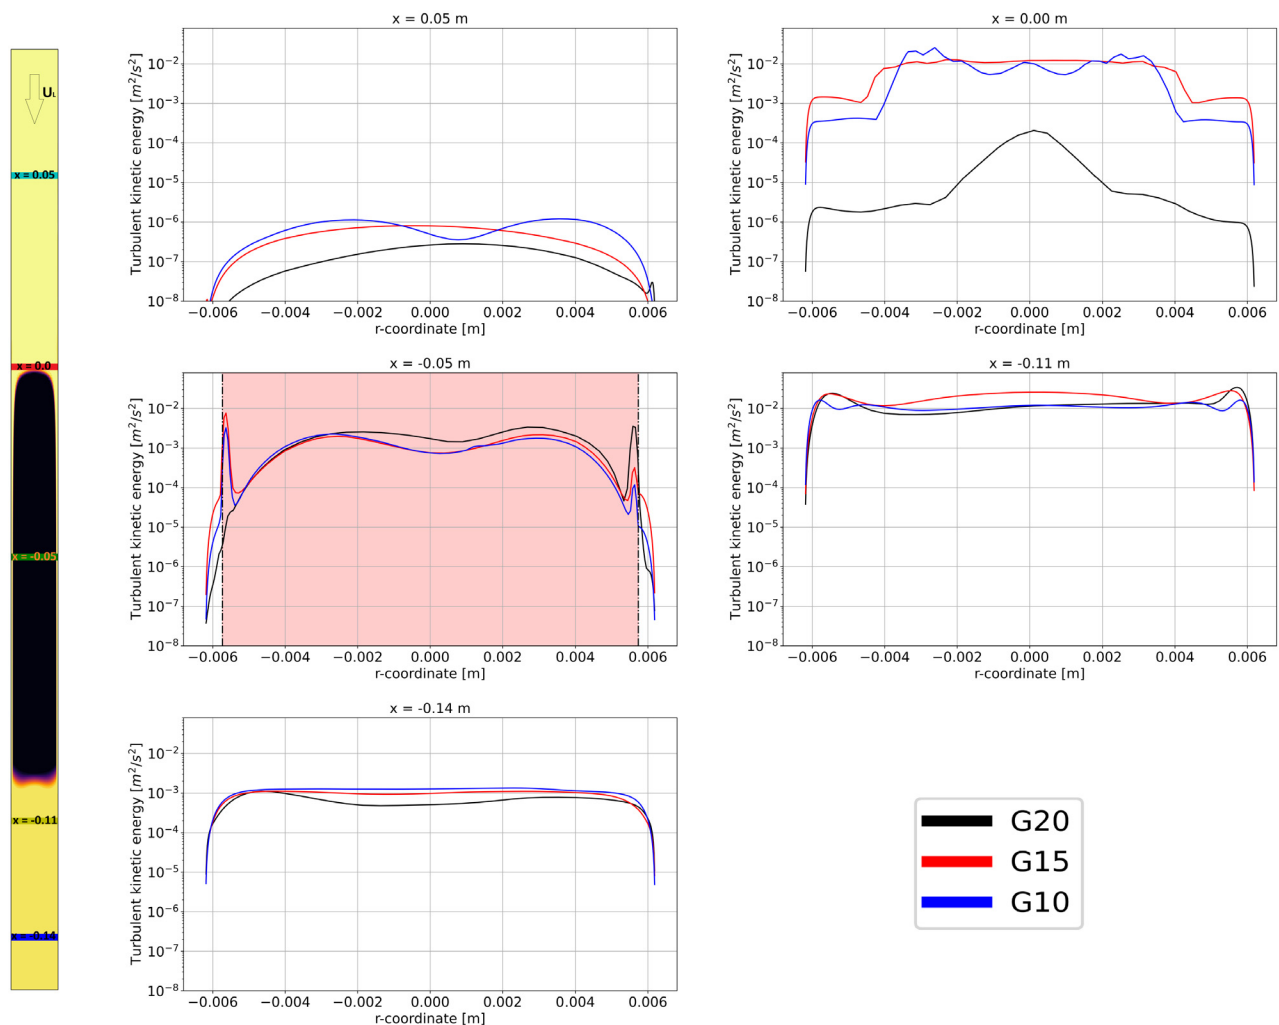 U_L
x = 0.05
x = 0.0
x = -0.05
x = -0.11
x = -0.14
x = 0.05 m
Turbulent kinetic energy [m²/s²]
10⁻²
10⁻³
10⁻⁴
10⁻⁵
10⁻⁶
10⁻⁷
10⁻⁸
−0.006 −0.004 −0.002 0.000 0.002 0.004 0.006
r-coordinate [m]
x = 0.00 m
Turbulent kinetic energy [m²/s²]
10⁻²
10⁻³
10⁻⁴
10⁻⁵
10⁻⁶
10⁻⁷
10⁻⁸
−0.006 −0.004 −0.002 0.000 0.002 0.004 0.006
r-coordinate [m]
x = -0.05 m
Turbulent kinetic energy [m²/s²]
10⁻²
10⁻³
10⁻⁴
10⁻⁵
10⁻⁶
10⁻⁷
10⁻⁸
−0.006 −0.004 −0.002 0.000 0.002 0.004 0.006
r-coordinate [m]
x = -0.11 m
Turbulent kinetic energy [m²/s²]
10⁻²
10⁻³
10⁻⁴
10⁻⁵
10⁻⁶
10⁻⁷
10⁻⁸
−0.006 −0.004 −0.002 0.000 0.002 0.004 0.006
r-coordinate [m]
x = -0.14 m
Turbulent kinetic energy [m²/s²]
10⁻²
10⁻³
10⁻⁴
10⁻⁵
10⁻⁶
10⁻⁷
10⁻⁸
−0.006 −0.004 −0.002 0.000 0.002 0.004 0.006
r-coordinate [m]
G20
G15
G10